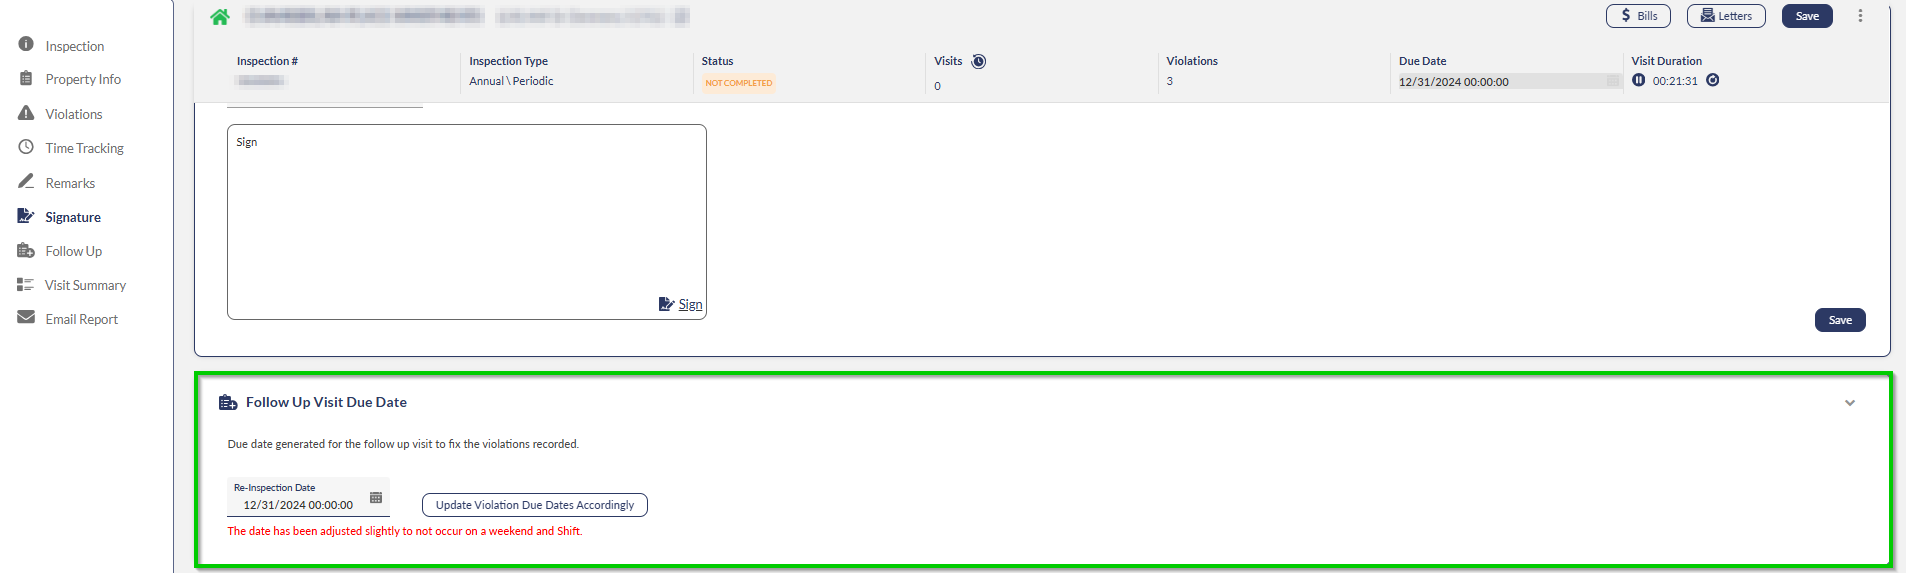 Bills
Letters
Save
Inspection
Property Info
Violations
Time Tracking
Remarks
Signature
Follow Up
Visit Summary
Email Report
Inspection #
Inspection Type
Annual \ Periodic
Status
NOT COMPLETED
Visits
0
Violations
3
Due Date
12/31/2024 00:00:00
Visit Duration
00:21:31
Sign
Sign
Save
Follow Up Visit Due Date
Due date generated for the follow up visit to fix the violations recorded.
Re-Inspection Date
12/31/2024 00:00:00
Update Violation Due Dates Accordingly
The date has been adjusted slightly to not occur on a weekend and Shift.